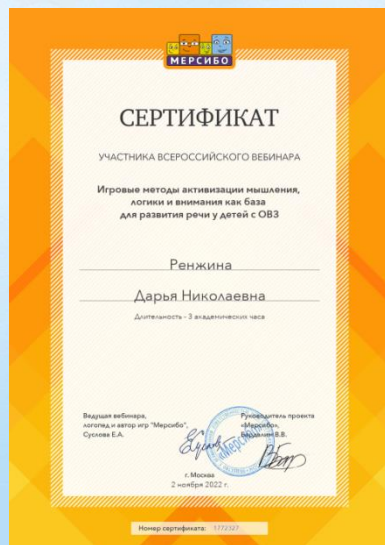 МЕРСИБО
СЕРТИФИКАТ
УЧАСТНИКА ВСЕРОССИЙСКОГО ВЕБИНАРА
Игровые методы активизации мышления,
логики и внимания как база
для развития речи у детей с ОВЗ
Ренжина
Дарья Николаевна
Длительность - 3 академических часа
Ведущая вебинара,
логопед и автор игр "Мерсибо",
Суслова Е.А.
Руководитель проекта
«Мерсибо»,
В.В.
«Мерсибо»
г. Москва
2 ноября 2022 г.
Номер сертификата: 1772327